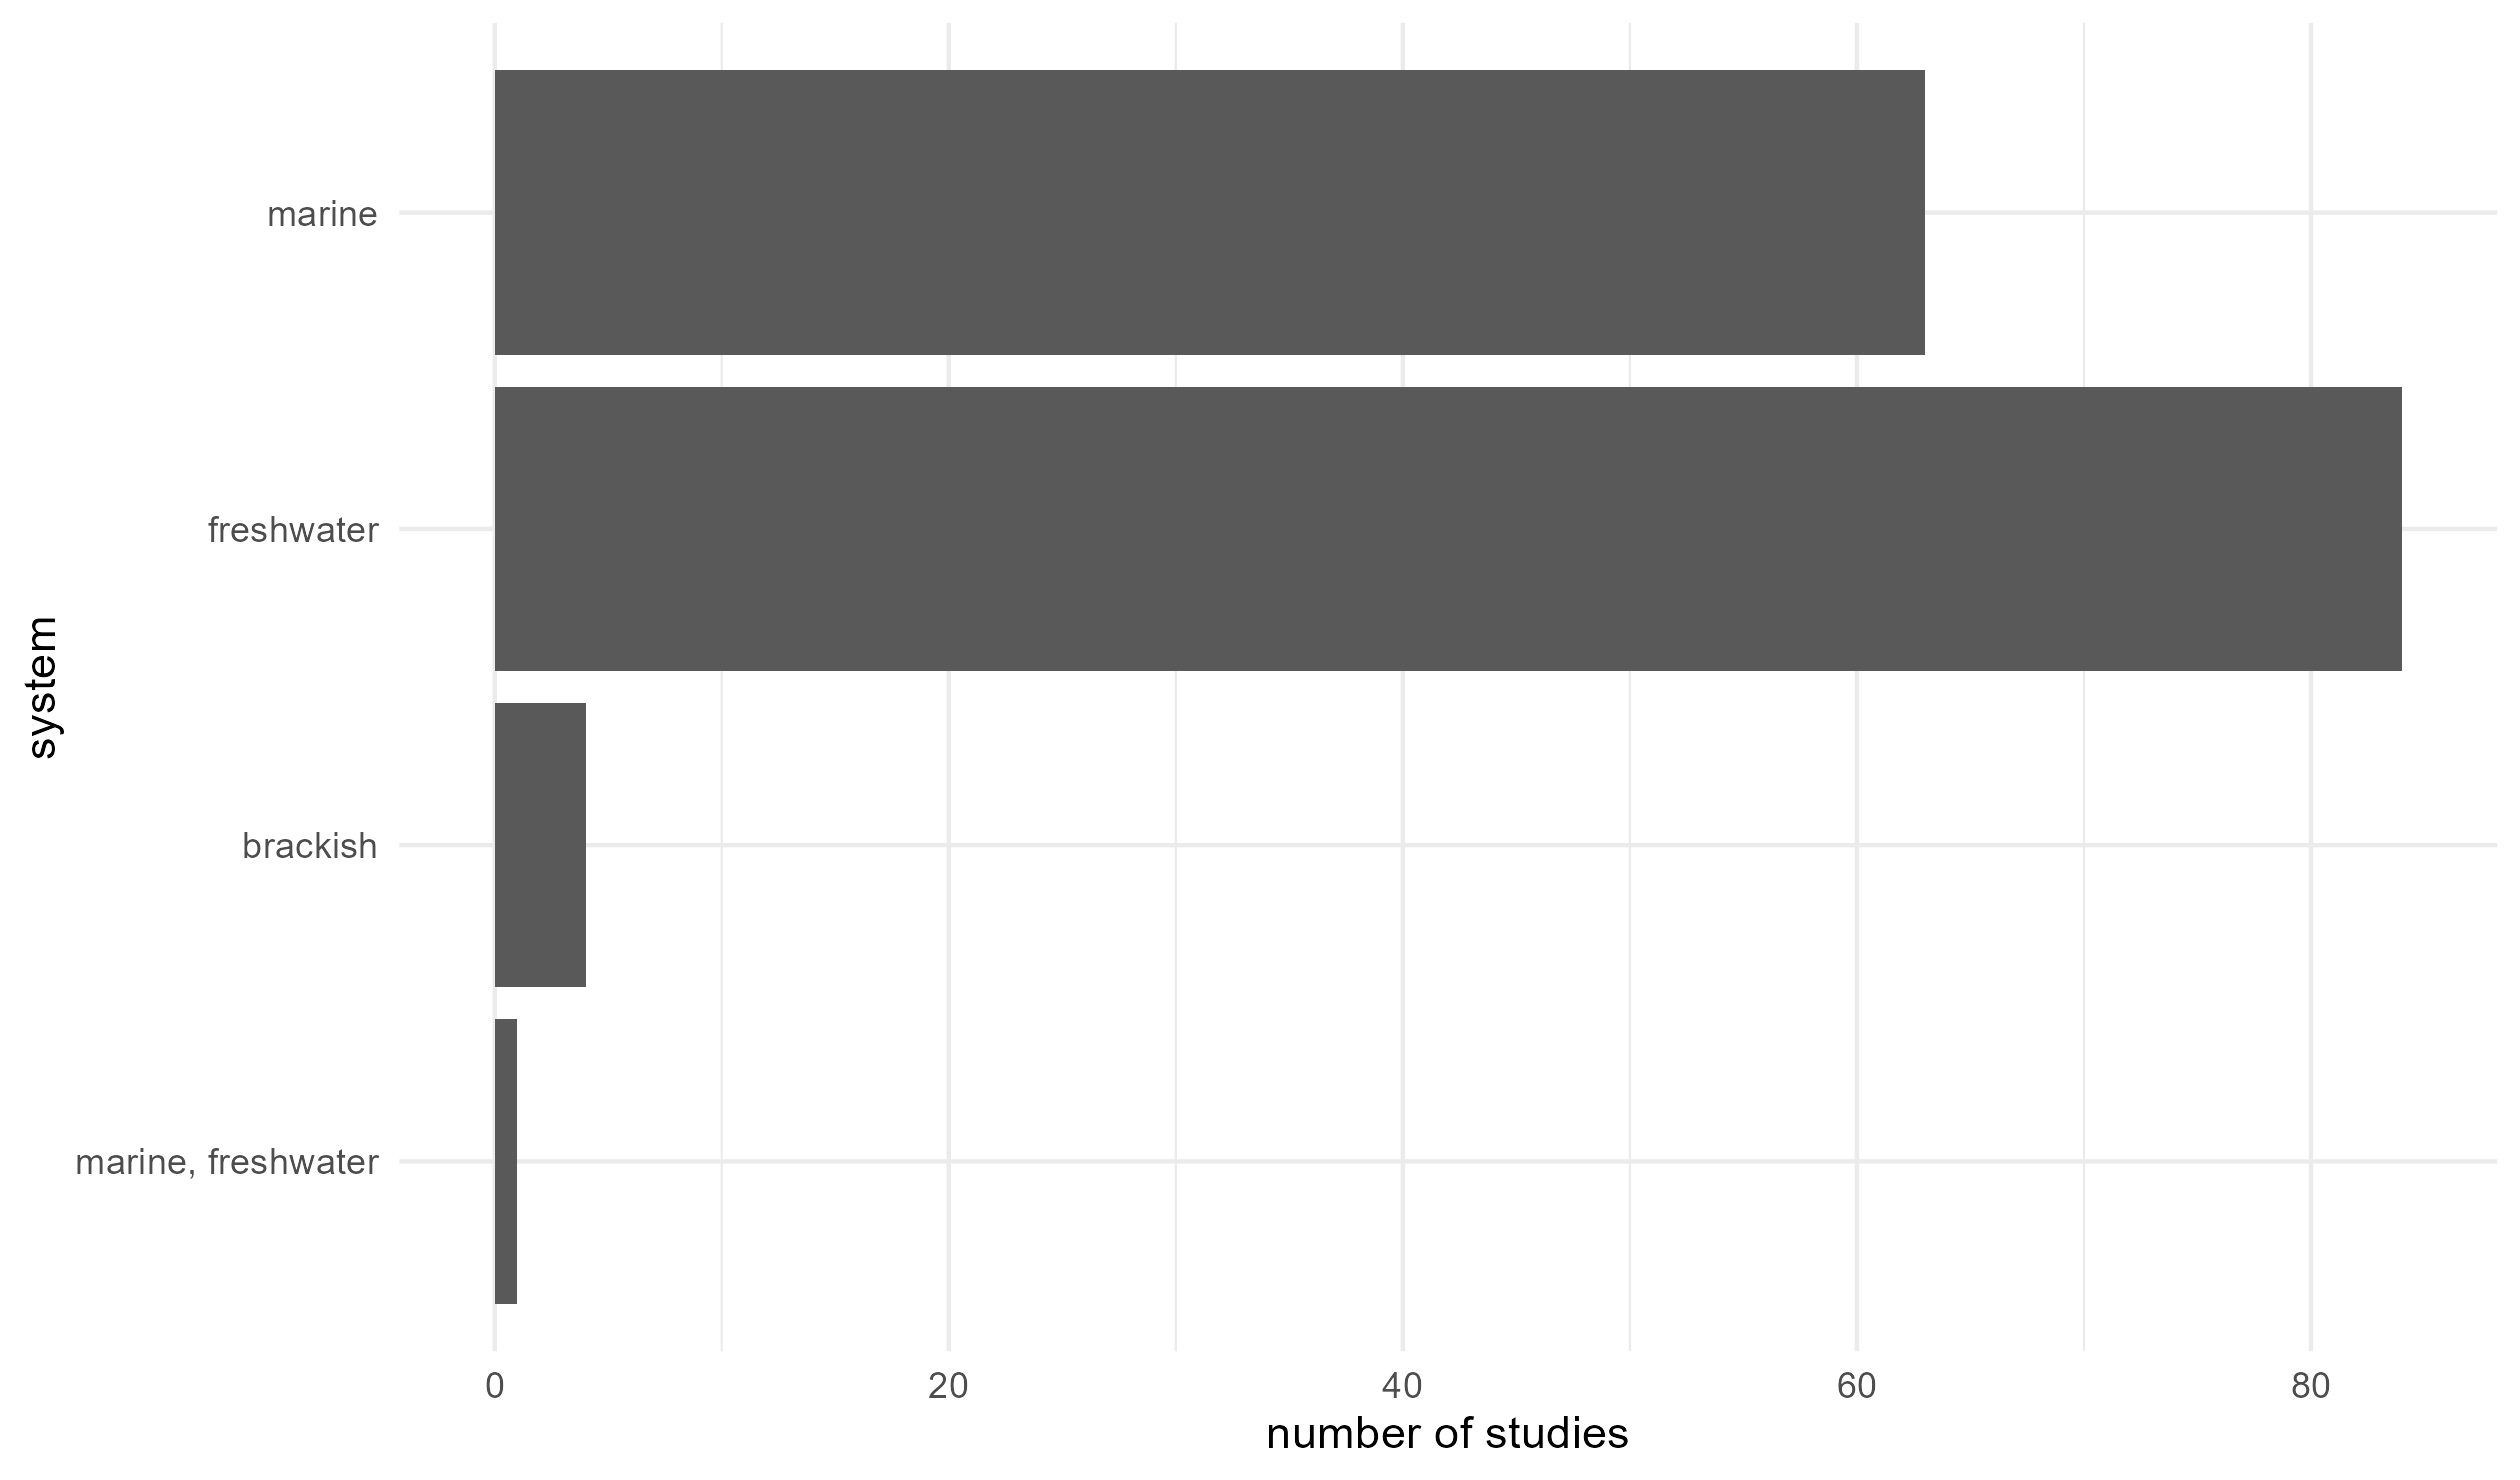 marine
freshwater
brackish
marine, freshwater
system
0 20 40 60 80
number of studies